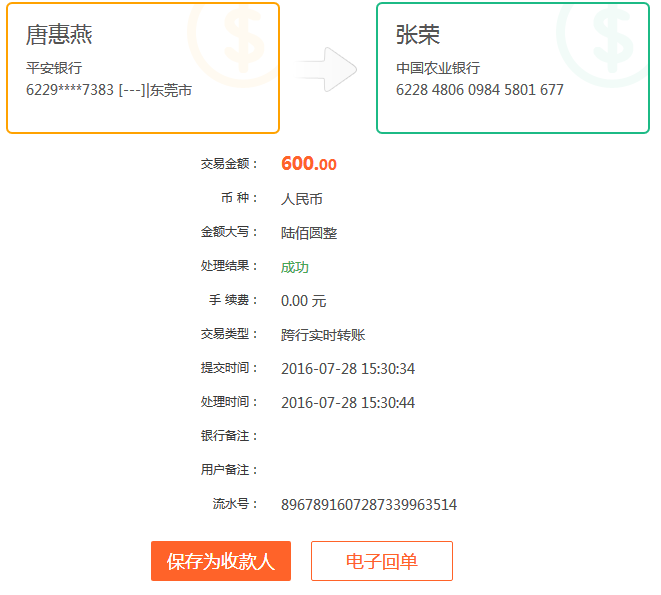 唐惠燕
平安银行
6229****7383 [---]|东莞市
张荣
中国农业银行
6228 4806 0984 5801 677
交易金额： 600.00
币 种： 人民币
金额大写： 陆佰圆整
处理结果： 成功
手 续费： 0.00 元
交易类型： 跨行实时转账
提交时间： 2016-07-28 15:30:34
处理时间： 2016-07-28 15:30:44
银行备注：
用户备注：
流水号： 8967891607287339963514
保存为收款人
电子回单